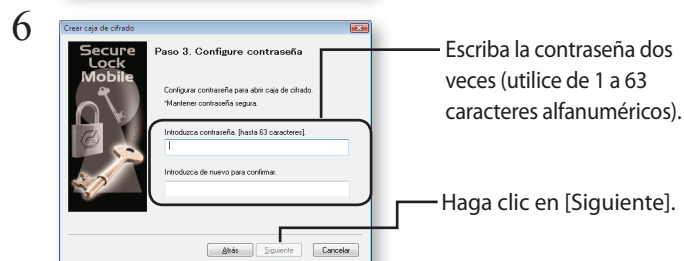 6
Crear caja de cifrado
Secure
Lock
Mobile
Paso 3. Configure contraseña
Configurar contraseña para abrir caja de cifrado.
*Mantener contraseña segura.
Introduzca contraseña. [hasta 63 caracteres].
Introduzca de nuevo para confirmar.
Atrás
Siguiente
Cancelar
Escriba la contraseña dos
veces (utilice de 1 a 63
caracteres alfanuméricos).
Haga clic en [Siguiente].